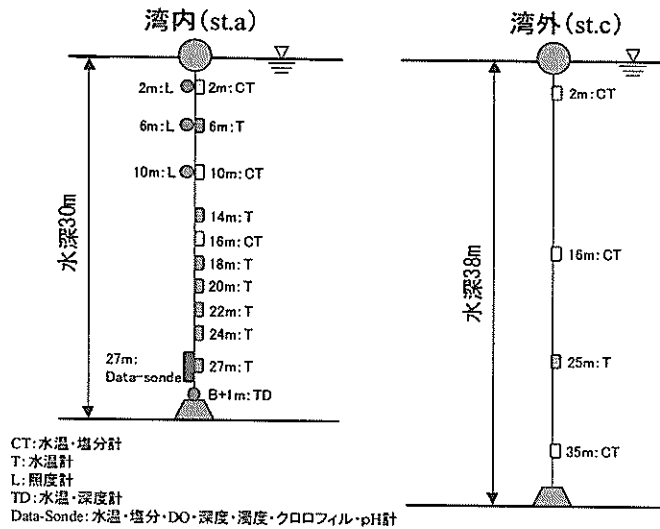 湾内(st.a)
2m:L 2m:CT
6m:L 6m:T
10m:L 10m:CT
14m:T
16m:CT
18m:T
20m:T
22m:T
24m:T
27m:
Data-sonde
27m:T
B+1m:TD
水深30m
湾外(st.c)
2m:CT
16m:CT
25m:T
35m:CT
水深38m
CT:水温・塩分計
T:水温計
L:照度計
TD:水温・深度計
Data-Sonde:水温・塩分・DO・深度・濁度・クロロフィル・pH計